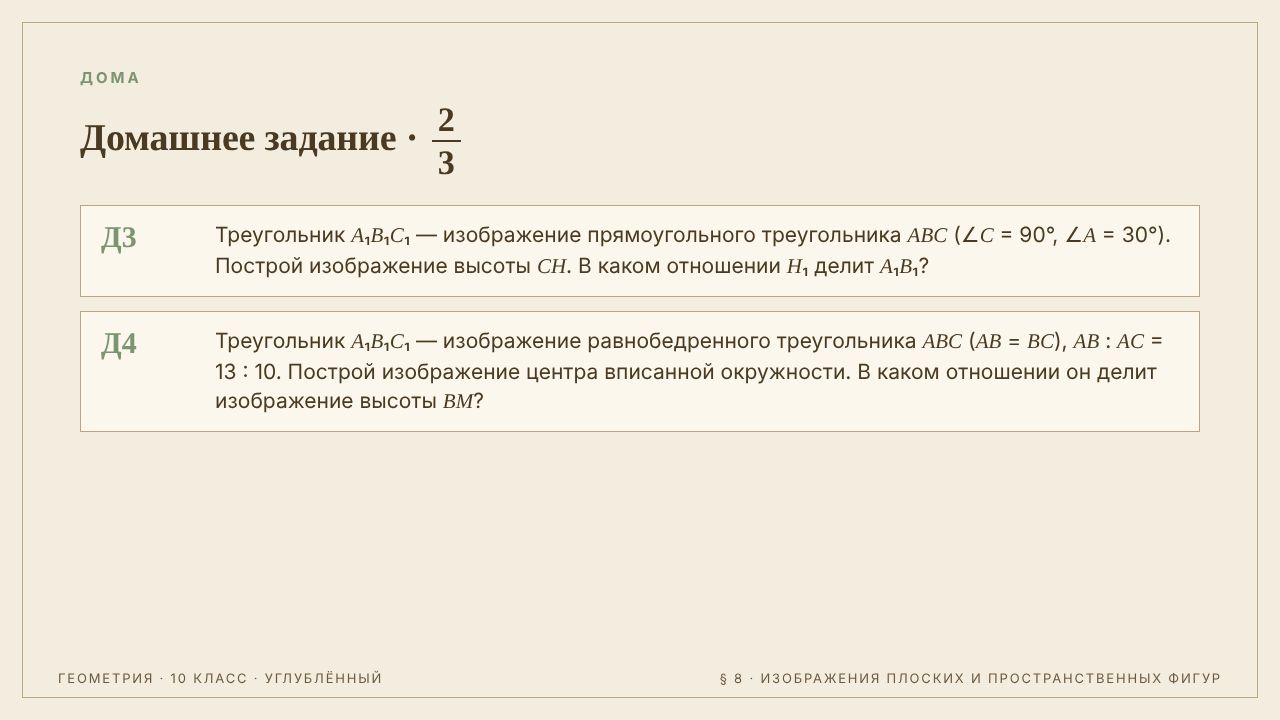 ДОМА
Домашнее задание · 2/3
Д3
Треугольник A₁B₁C₁ — изображение прямоугольного треугольника ABC (∠C = 90°, ∠A = 30°).
Построй изображение высоты CH. В каком отношении H₁ делит A₁B₁?
Д4
Треугольник A₁B₁C₁ — изображение равнобедренного треугольника ABC (AB = BC), AB : AC =
13 : 10. Построй изображение центра вписанной окружности. В каком отношении он делит
изображение высоты BM?
ГЕОМЕТРИЯ · 10 КЛАСС · УГЛУБЛЁННЫЙ
§ 8 · ИЗОБРАЖЕНИЯ ПЛОСКИХ И ПРОСТРАНСТВЕННЫХ ФИГУР